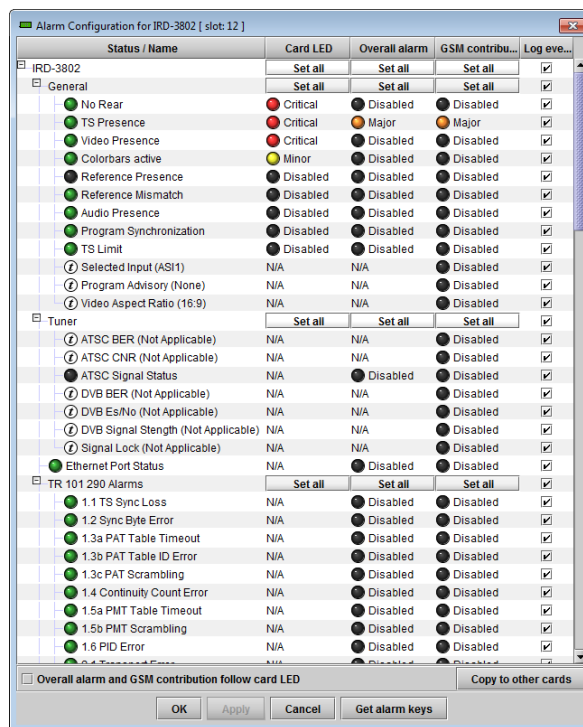 Alarm Configuration for IRD-3802 [ slot: 12 ]
Status / Name Card LED Overall alarm GSM contribu... Log eve...
IRD-3802 Set all Set all Set all
General Set all Set all Set all
No Rear Critical Disabled Disabled
TS Presence Critical Major Major
Video Presence Critical Disabled Disabled
Colorbars active Minor Disabled Disabled
Reference Presence Disabled Disabled Disabled
Reference Mismatch Disabled Disabled Disabled
Audio Presence Disabled Disabled Disabled
Program Synchronization Disabled Disabled Disabled
TS Limit Disabled Disabled Disabled
t Selected Input (ASI1) N/A N/A Disabled
t Program Advisory (None) N/A N/A Disabled
t Video Aspect Ratio (16:9) N/A N/A Disabled
Tuner Set all Set all Set all
t ATSC BER (Not Applicable) N/A N/A Disabled
t ATSC CNR (Not Applicable) N/A N/A Disabled
ATSC Signal Status N/A Disabled Disabled
t DVB BER (Not Applicable) N/A N/A Disabled
t DVB Es/No (Not Applicable) N/A N/A Disabled
t DVB Signal Stength (Not Applicable) N/A N/A Disabled
t Signal Lock (Not Applicable) N/A N/A Disabled
Ethernet Port Status N/A Disabled Disabled
TR 101 290 Alarms Set all Set all Set all
1.1 TS Sync Loss N/A Disabled Disabled
1.2 Sync Byte Error N/A Disabled Disabled
1.3a PAT Table Timeout N/A Disabled Disabled
1.3b PAT Table ID Error N/A Disabled Disabled
1.3c PAT Scrambling N/A Disabled Disabled
1.4 Continuity Count Error N/A Disabled Disabled
1.5a PMT Table Timeout N/A Disabled Disabled
1.5b PMT Scrambling N/A Disabled Disabled
1.6 PID Error N/A Disabled Disabled
Overall alarm and GSM contribution follow card LED Copy to other cards
OK Apply Cancel Get alarm keys